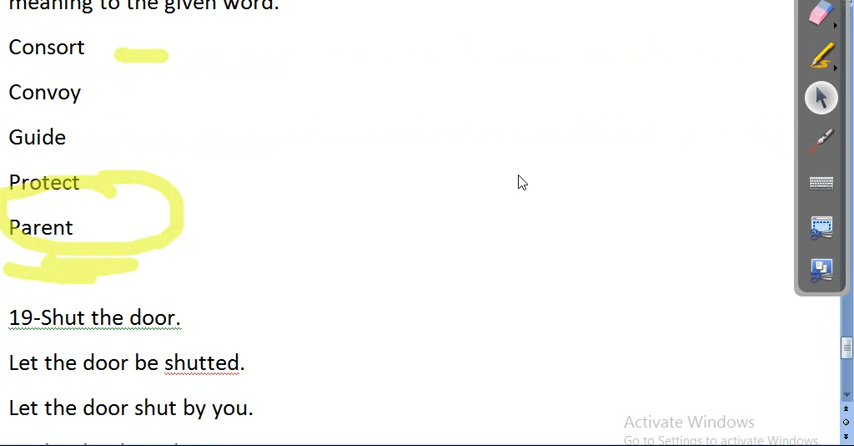 meaning to the given word.
Consort
Convoy
Guide
Protect
Parent
19-Shut the door.
Let the door be shutted.
Let the door shut by you.
Activate Windows
Go to Settings to activate Windows.